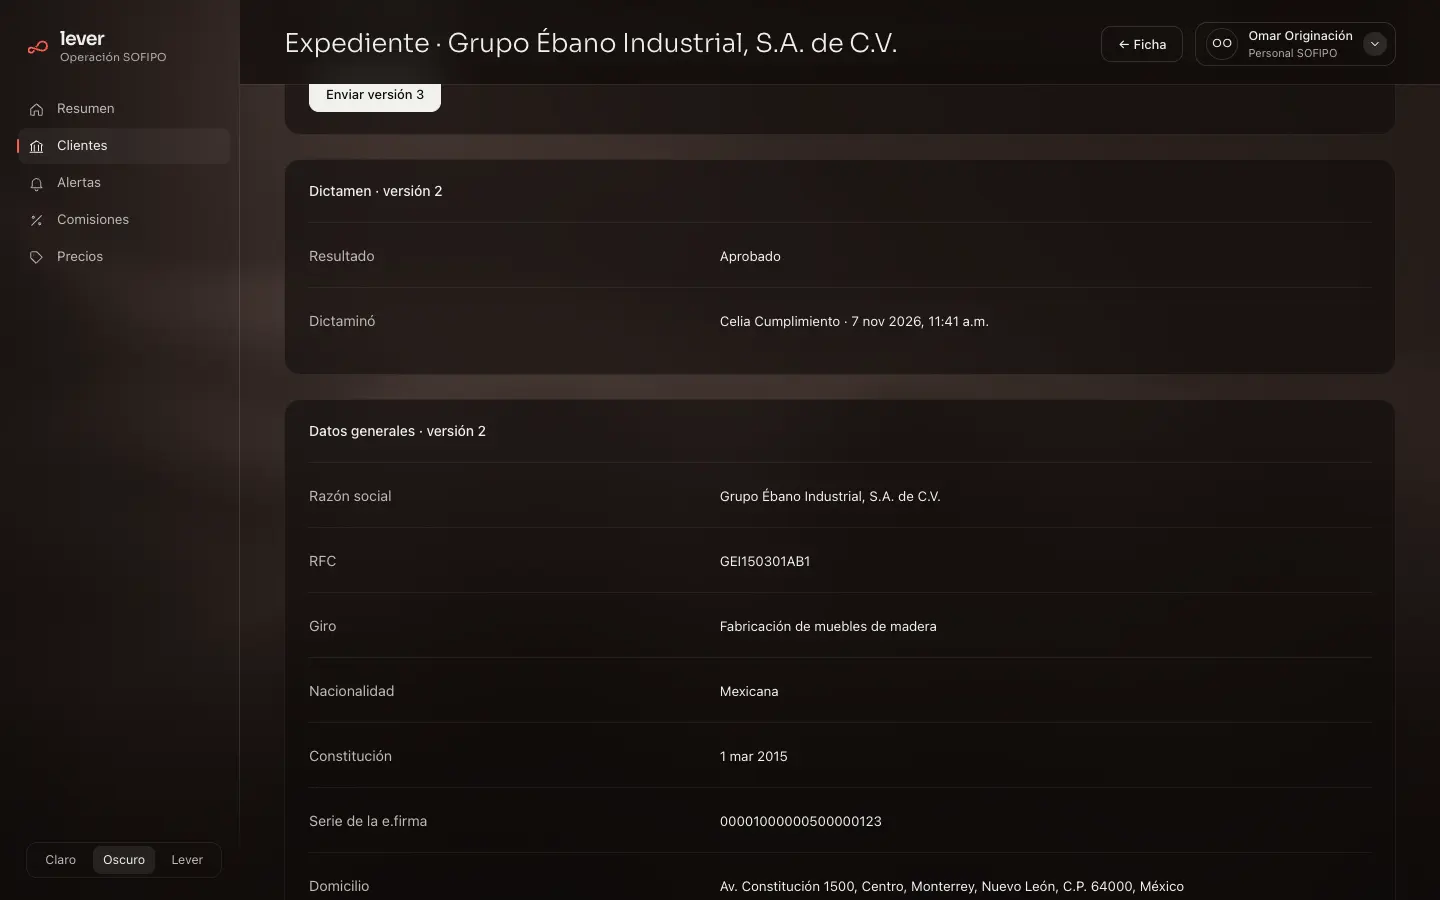 lever
Operación SOFIPO
Resumen
Clientes
Alertas
Comisiones
Precios
Claro
Oscuro
Lever
Expediente · Grupo Ébano Industrial, S.A. de C.V.
← Ficha
OO
Omar Originación
Personal SOFIPO
Enviar versión 3
Dictamen · versión 2
Resultado
Aprobado
Dictaminó
Celia Cumplimiento · 7 nov 2026, 11:41 a.m.
Datos generales · versión 2
Razón social
Grupo Ébano Industrial, S.A. de C.V.
RFC
GEI150301AB1
Giro
Fabricación de muebles de madera
Nacionalidad
Mexicana
Constitución
1 mar 2015
Serie de la e.firma
00001000000500000123
Domicilio
Av. Constitución 1500, Centro, Monterrey, Nuevo León, C.P. 64000, México